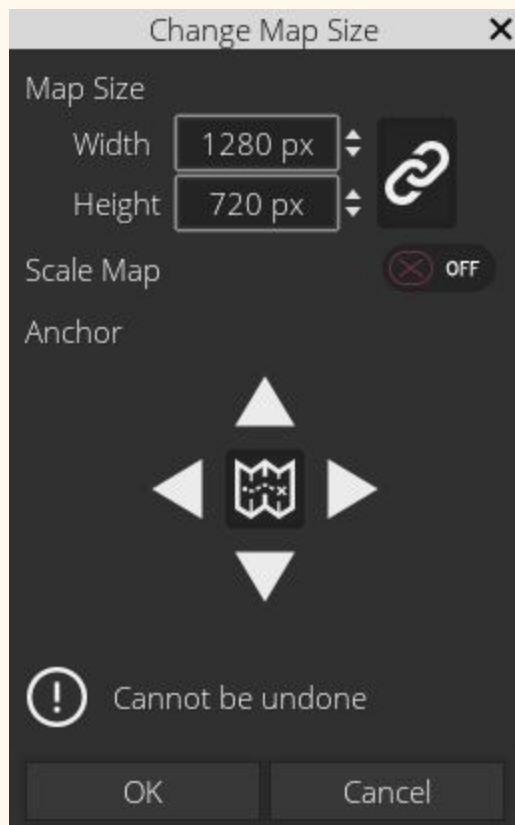 Change Map Size
Map Size
Width 1280 px
Height 720 px
Scale Map OFF
Anchor
Cannot be undone
OK Cancel